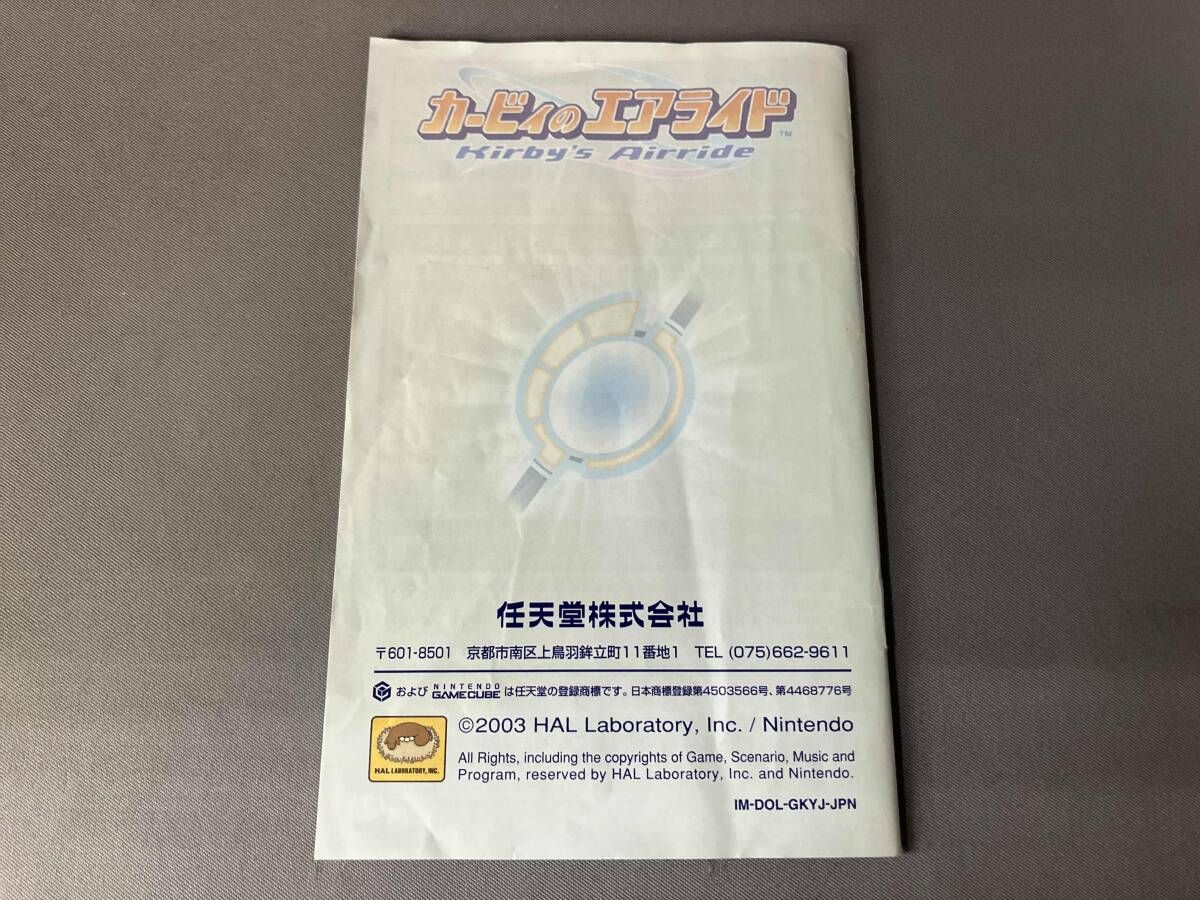 カービィのエアライド™
Kirby's Airride
任天堂株式会社
〒601-8501 京都市南区上鳥羽鉾立町11番地1 TEL (075)662-9611
および NINTENDO GAMECUBE は任天堂の登録商標です。日本商標登録第4503566号、第4468776号
©2003 HAL Laboratory, Inc. / Nintendo
All Rights, including the copyrights of Game, Scenario, Music and
Program, reserved by HAL Laboratory, Inc. and Nintendo.
HAL LABORATORY, INC.
IM-DOL-GKYJ-JPN